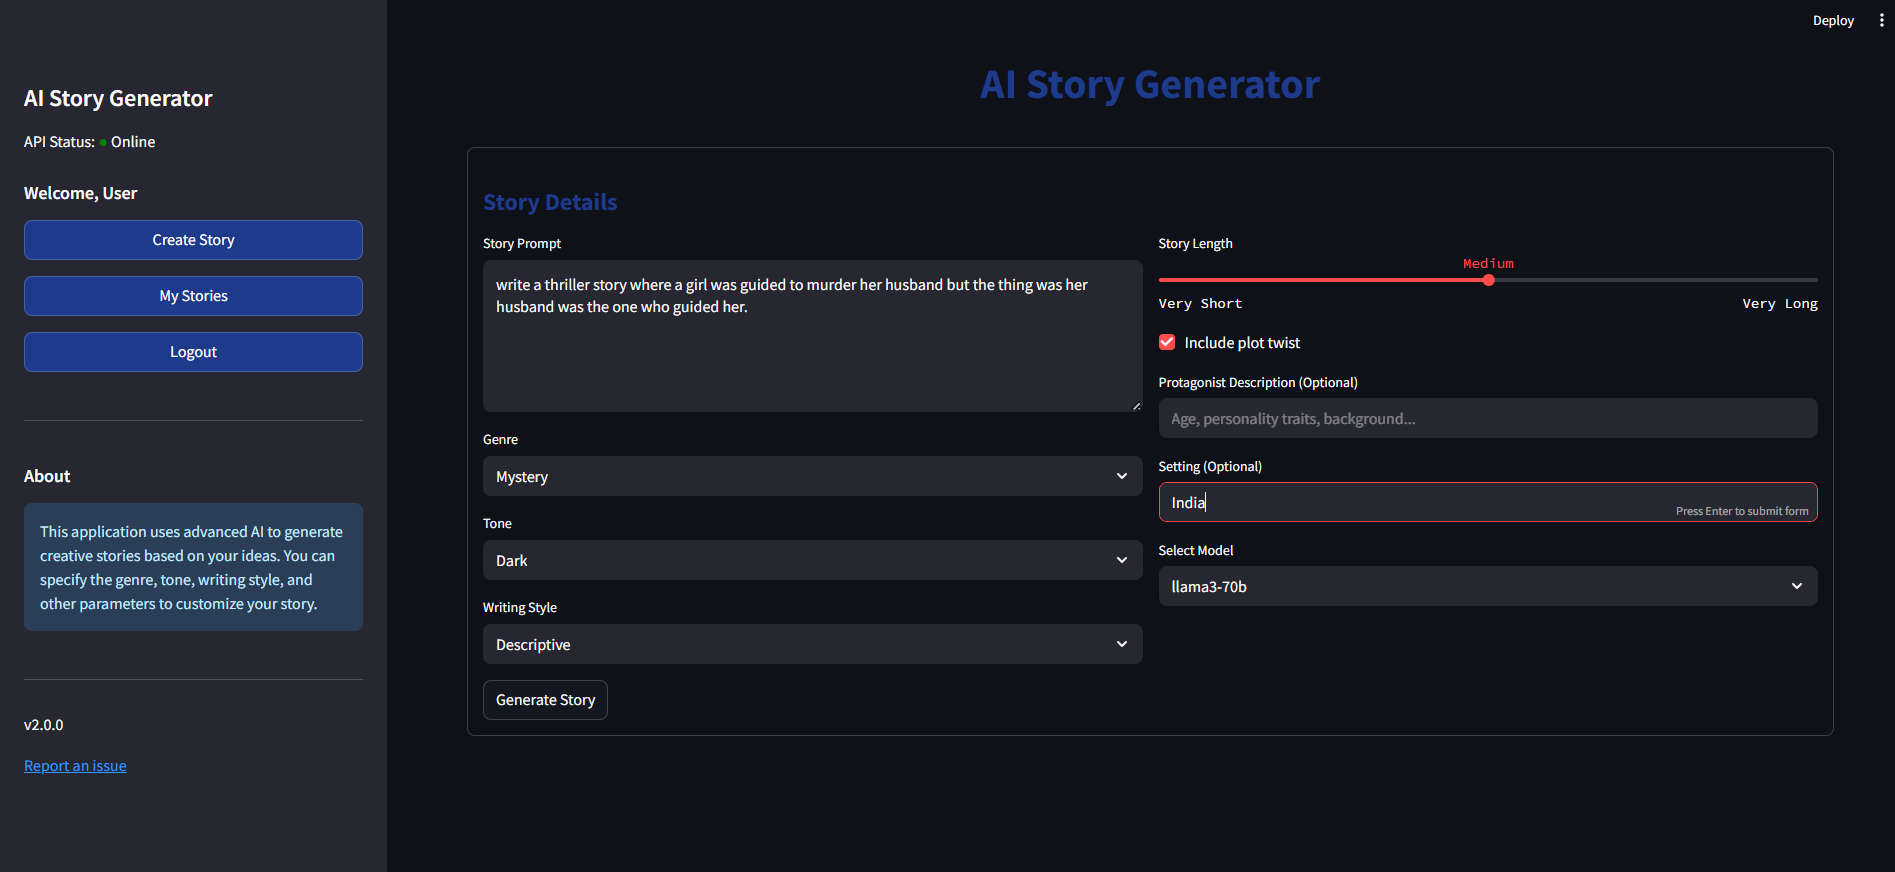 Deploy
AI Story Generator
API Status: Online
Welcome, User
Create Story
My Stories
Logout
About
This application uses advanced AI to generate
creative stories based on your ideas. You can
specify the genre, tone, writing style, and
other parameters to customize your story.
v2.0.0
Report an issue
AI Story Generator
Story Details
Story Prompt
write a thriller story where a girl was guided to murder her husband but the thing was her
husband was the one who guided her.
Genre
Mystery
Tone
Dark
Writing Style
Descriptive
Generate Story
Story Length
Medium
Very Short Very Long
Include plot twist
Protagonist Description (Optional)
Age, personality traits, background...
Setting (Optional)
India
Press Enter to submit form
Select Model
llama3-70b